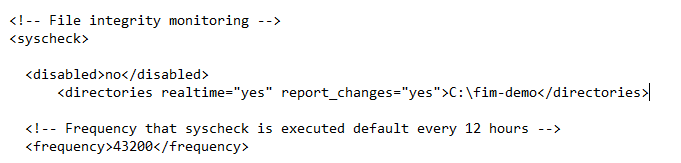 <!-- File integrity monitoring -->
<syscheck>
<disabled>no</disabled>
<directories realtime="yes" report_changes="yes">C:\fim-demo</directories>
<!-- Frequency that syscheck is executed default every 12 hours -->
<frequency>43200</frequency>